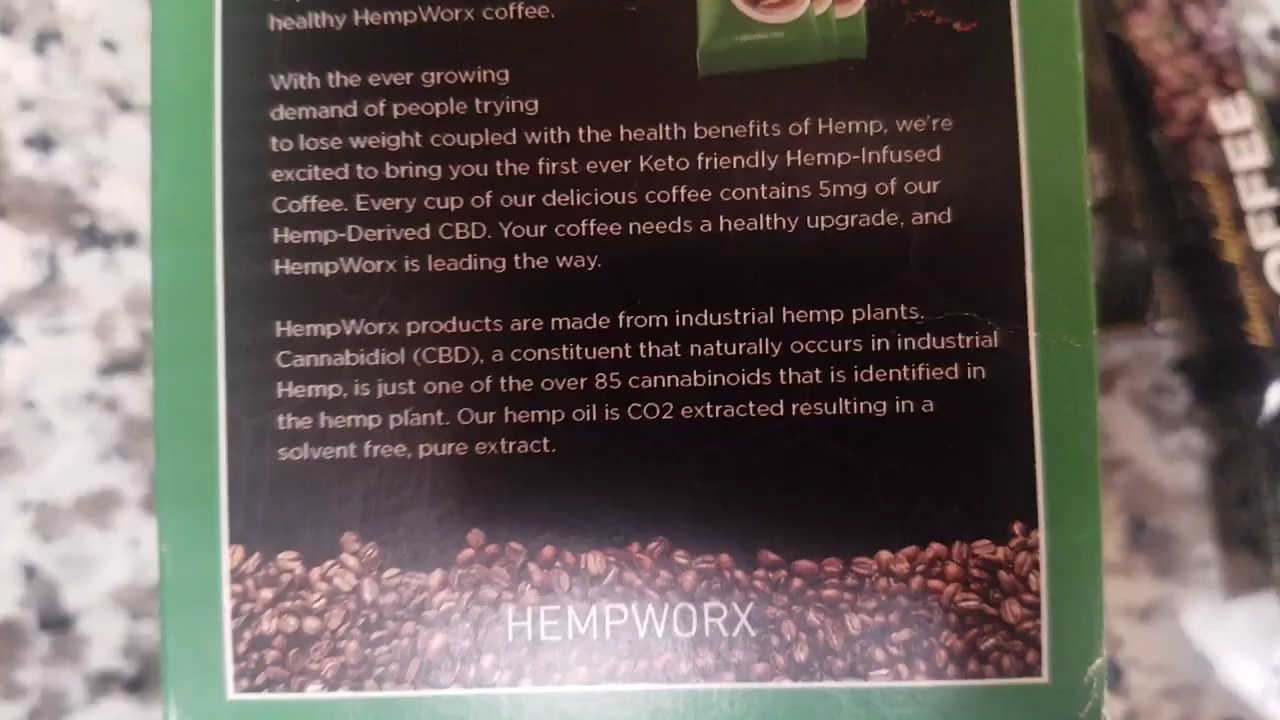 healthy HempWorx coffee.
With the ever growing
demand of people trying
to lose weight coupled with the health benefits of Hemp, we're
excited to bring you the first ever Keto friendly Hemp-Infused
Coffee. Every cup of our delicious coffee contains 5mg of our
Hemp-Derived CBD. Your coffee needs a healthy upgrade, and
HempWorx is leading the way.
HempWorx products are made from industrial hemp plants.
Cannabidiol (CBD), a constituent that naturally occurs in industrial
Hemp, is just one of the over 85 cannabinoids that is identified in
the hemp plant. Our hemp oil is CO2 extracted resulting in a
solvent free, pure extract.
HEMPWORX